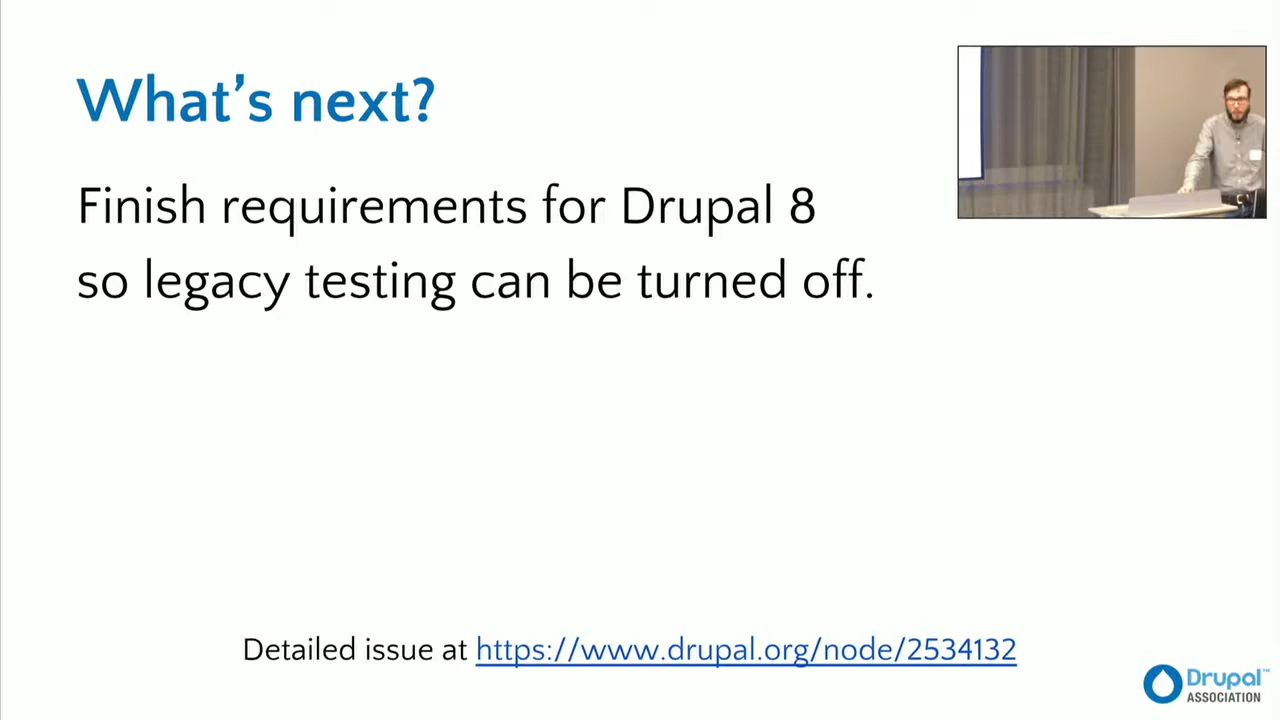 What's next?
Finish requirements for Drupal 8
so legacy testing can be turned off.
Detailed issue at https://www.drupal.org/node/2534132
Drupal™
ASSOCIATION